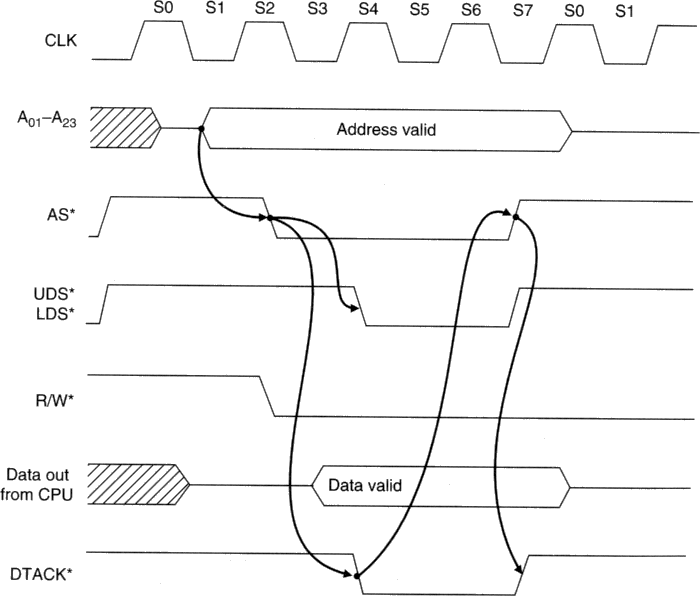 S0 S1 S2 S3 S4 S5 S6 S7 S0 S1
CLK
A01–A23
Address valid
AS*
UDS*
LDS*
R/W*
Data out
from CPU
Data valid
DTACK*